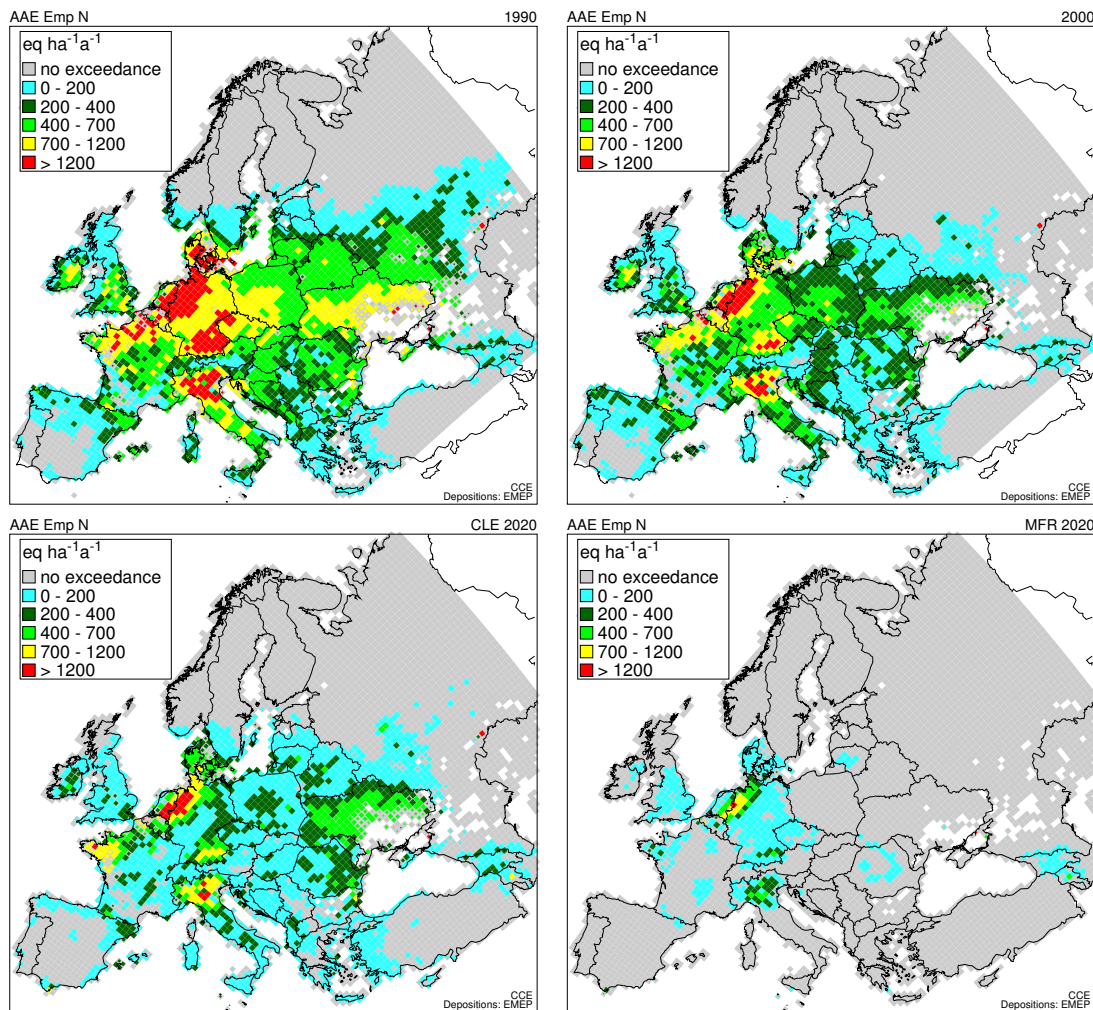 AAE Emp N 1990
eq ha⁻¹a⁻¹
no exceedance
0 - 200
200 - 400
400 - 700
700 - 1200
> 1200
CCE
Depositions: EMEP
AAE Emp N 2000
eq ha⁻¹a⁻¹
no exceedance
0 - 200
200 - 400
400 - 700
700 - 1200
> 1200
CCE
Depositions: EMEP
AAE Emp N CLE 2020
eq ha⁻¹a⁻¹
no exceedance
0 - 200
200 - 400
400 - 700
700 - 1200
> 1200
CCE
Depositions: EMEP
AAE Emp N MFR 2020
eq ha⁻¹a⁻¹
no exceedance
0 - 200
200 - 400
400 - 700
700 - 1200
> 1200
CCE
Depositions: EMEP